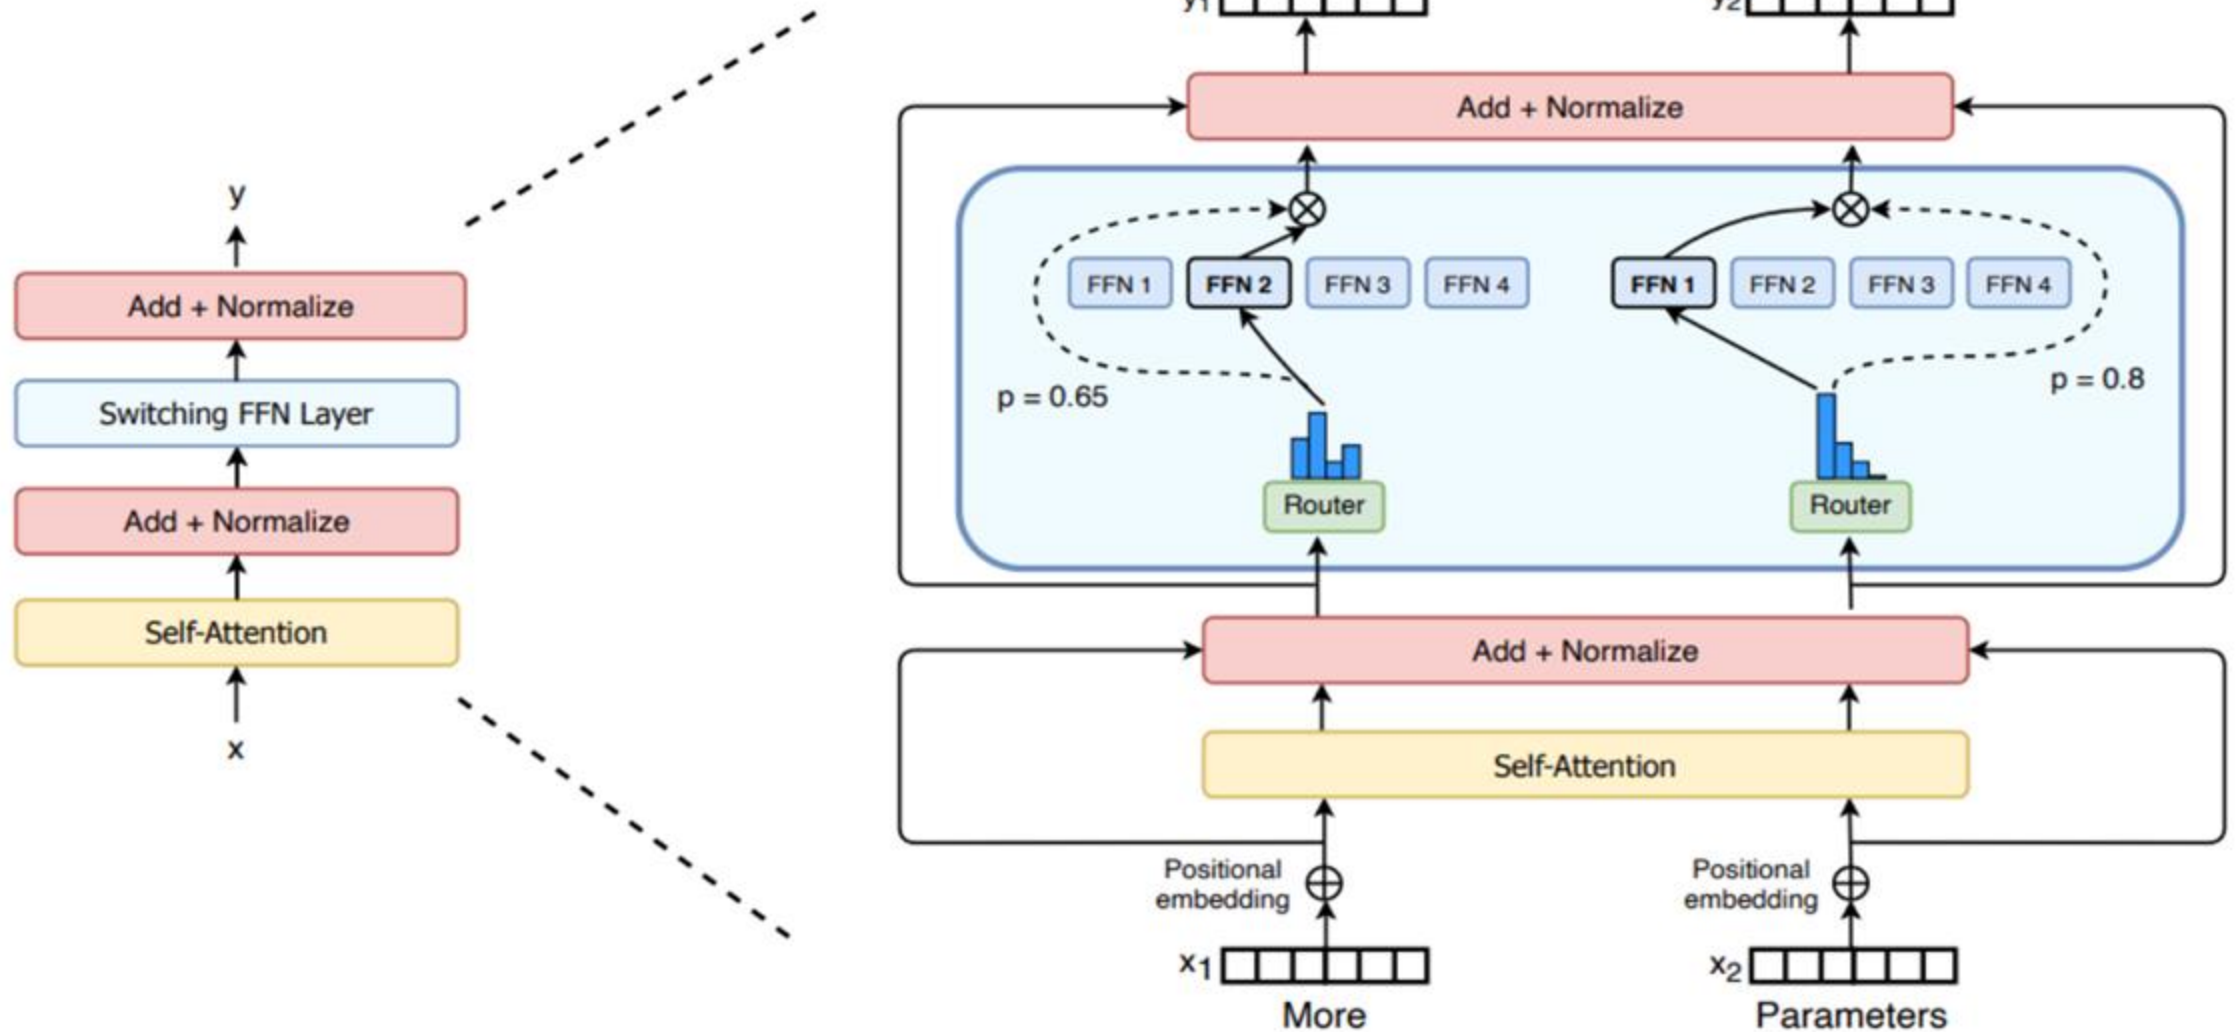 y
Add + Normalize
Switching FFN Layer
Add + Normalize
Self-Attention
x
y1
y2
Add + Normalize
FFN 1 FFN 2 FFN 3 FFN 4
FFN 1 FFN 2 FFN 3 FFN 4
p = 0.65
p = 0.8
Router
Router
Add + Normalize
Self-Attention
Positional
embedding
Positional
embedding
x1
x2
More
Parameters